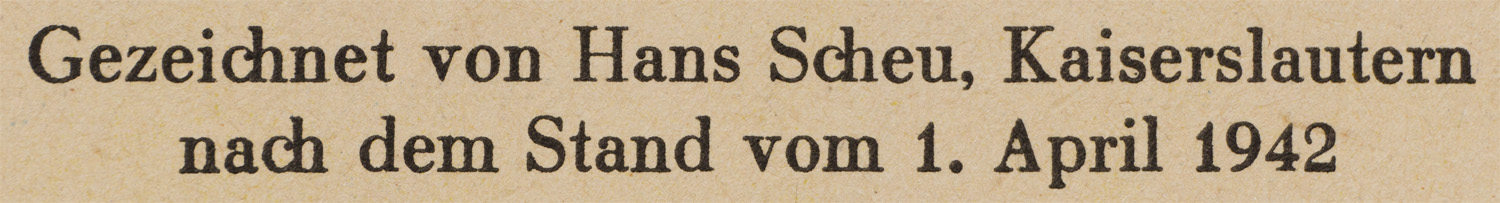 Gezeichnet von Hans Scheu, Kaiserslautern
nach dem Stand vom 1. April 1942